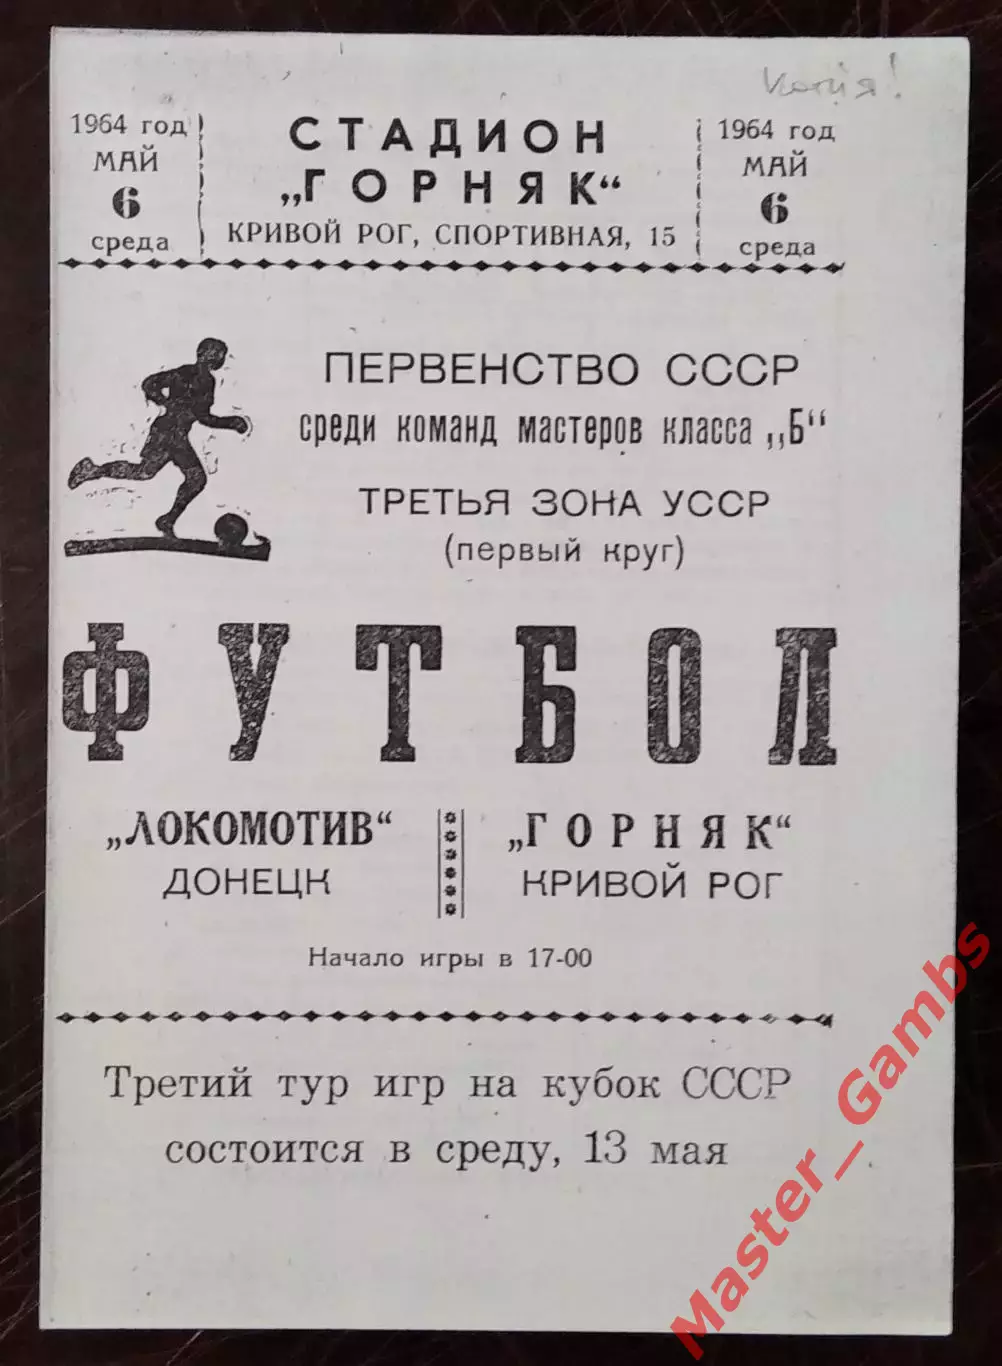 Копия!
1964 год
МАЙ
6
среда
СТАДИОН
„ГОРНЯК“
КРИВОЙ РОГ, СПОРТИВНАЯ, 15
1964 год
МАЙ
6
среда
ПЕРВЕНСТВО СССР
среди команд мастеров класса „Б“
ТРЕТЬЯ ЗОНА УССР
(первый круг)
ФУТБОЛ
„ЛОКОМОТИВ“
ДОНЕЦК
„ГОРНЯК“
КРИВОЙ РОГ
Начало игры в 17-00
Третий тур игр на кубок СССР
состоится в среду, 13 мая
Master_Gambs